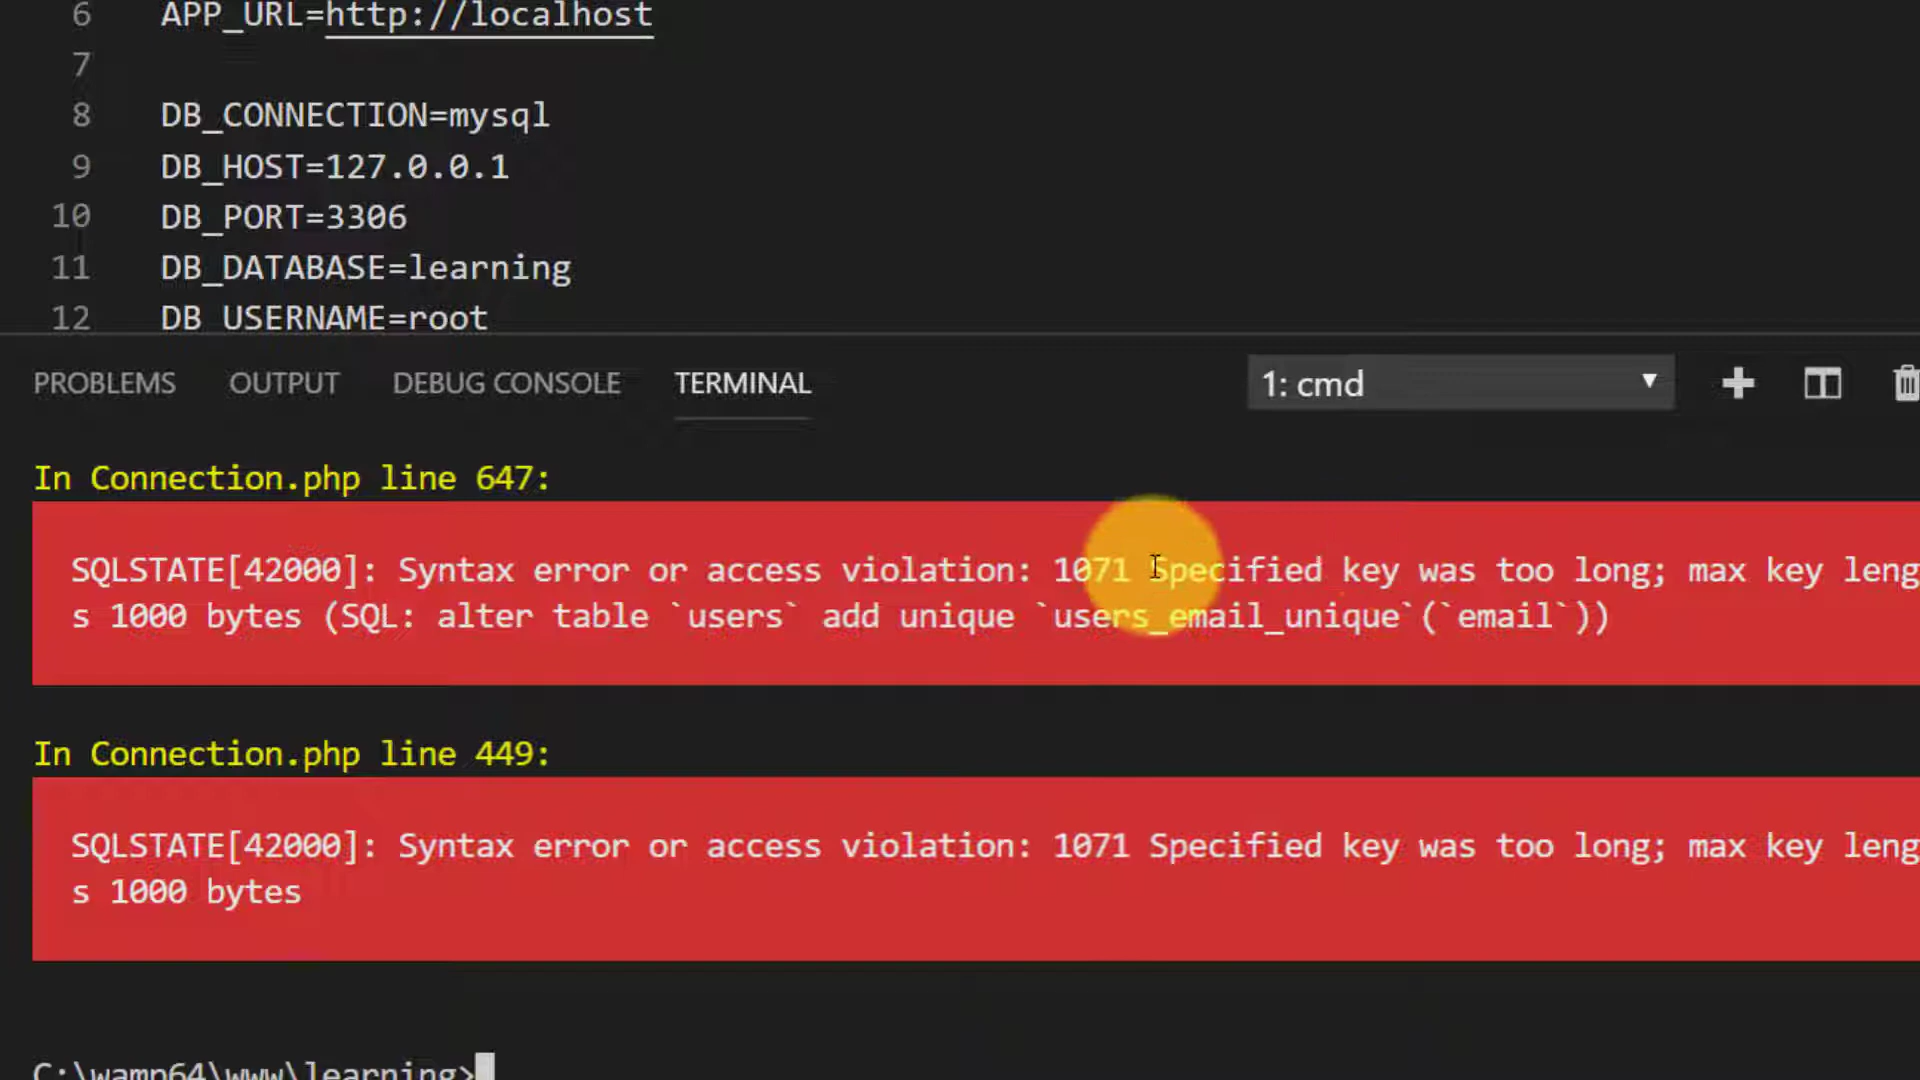 6 APP_URL=http://localhost
7
8 DB_CONNECTION=mysql
9 DB_HOST=127.0.0.1
10 DB_PORT=3306
11 DB_DATABASE=learning
12 DB_USERNAME=root
PROBLEMS OUTPUT DEBUG CONSOLE TERMINAL 1: cmd
In Connection.php line 647:
SQLSTATE[42000]: Syntax error or access violation: 1071 Specified key was too long; max key leng
s 1000 bytes (SQL: alter table `users` add unique `users_email_unique`(`email`))
In Connection.php line 449:
SQLSTATE[42000]: Syntax error or access violation: 1071 Specified key was too long; max key leng
s 1000 bytes
C:\wamp64\www\learning>